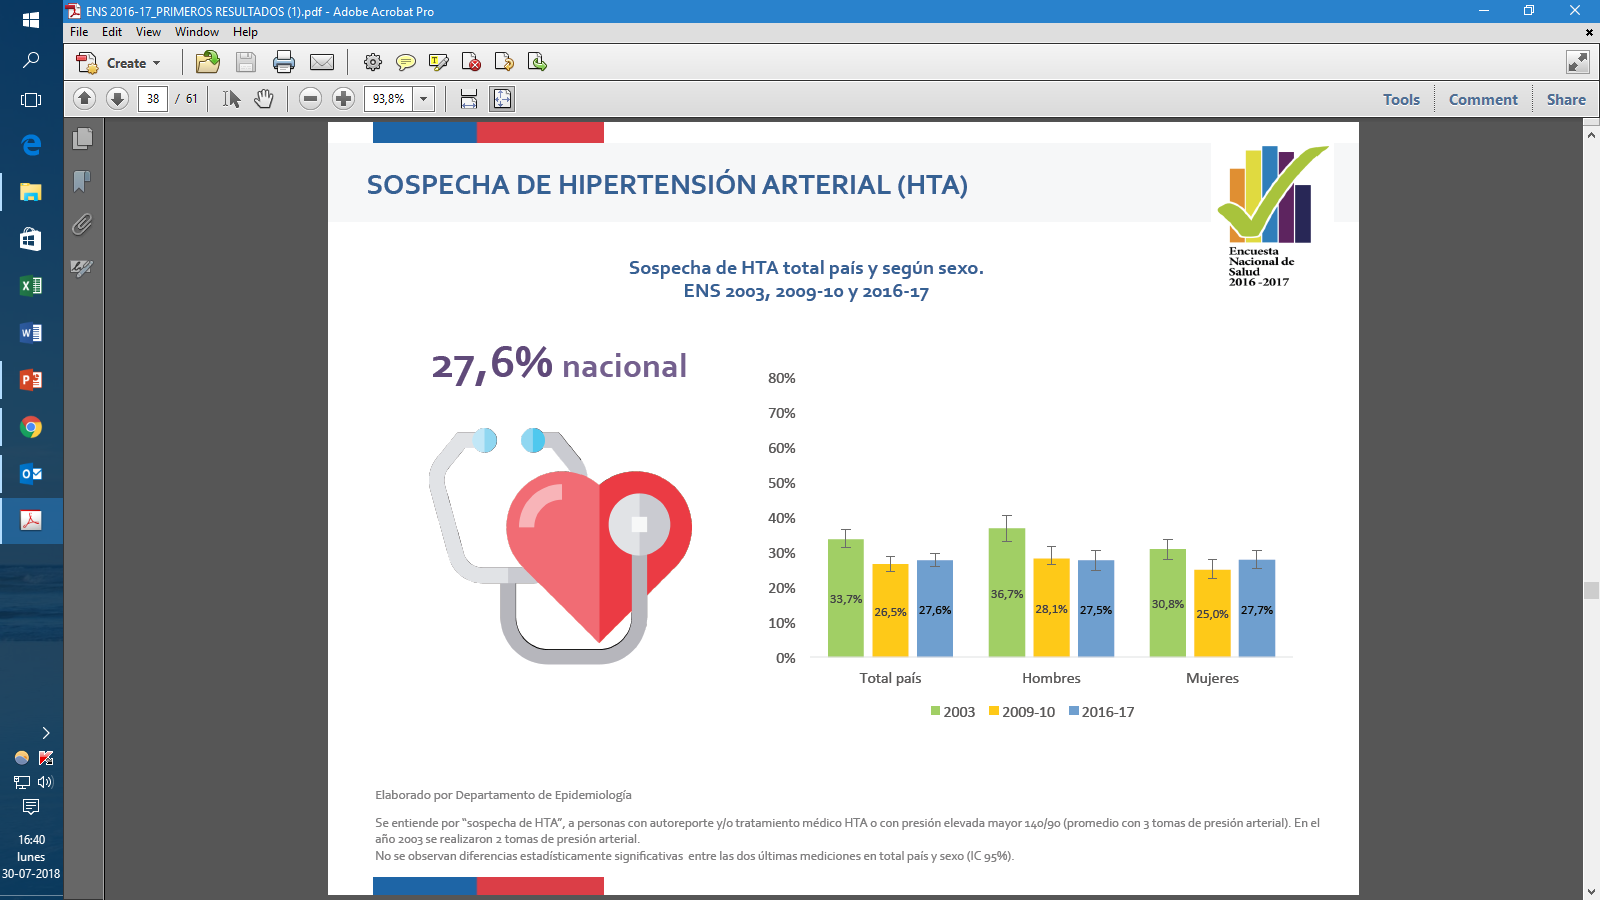 ENS 2016-17_PRIMEROS RESULTADOS (1).pdf - Adobe Acrobat Pro
File Edit View Window Help
Create
38 / 61
93,8%
Tools Comment Share
SOSPECHA DE HIPERTENSIÓN ARTERIAL (HTA)
Encuesta
Nacional de
Salud
2016 -2017
Sospecha de HTA total país y según sexo.
ENS 2003, 2009-10 y 2016-17
27,6% nacional
80%
70%
60%
50%
40%
30%
20%
10%
0%
33,7% 26,5% 27,6% 36,7% 28,1% 27,5% 30,8% 25,0% 27,7%
Total país Hombres Mujeres
2003 2009-10 2016-17
Elaborado por Departamento de Epidemiología
Se entiende por “sospecha de HTA”, a personas con autoreporte y/o tratamiento médico HTA o con presión elevada mayor 140/90 (promedio con 3 tomas de presión arterial). En el
año 2003 se realizaron 2 tomas de presión arterial.
No se observan diferencias estadísticamente significativas entre las dos últimas mediciones en total país y sexo (IC 95%).
16:40
lunes
30-07-2018